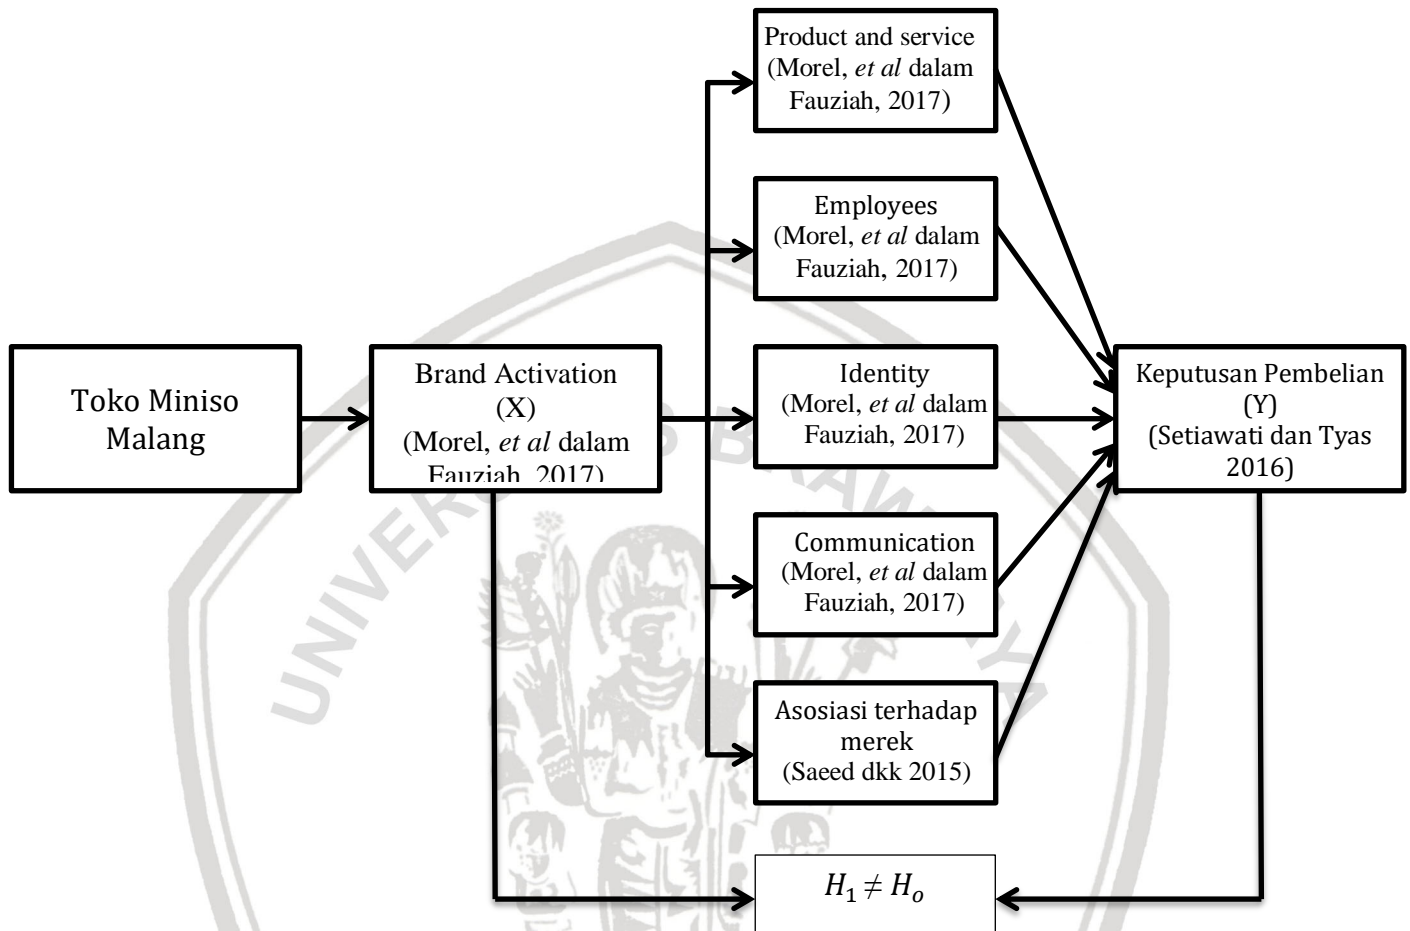 Product and service
(Morel, et al dalam
Fauziah, 2017)
Employees
(Morel, et al dalam
Fauziah, 2017)
Toko Miniso
Malang
Brand Activation
(X)
(Morel, et al dalam
Fauziah, 2017)
Identity
(Morel, et al dalam
Fauziah, 2017)
Keputusan Pembelian
(Y)
(Setiawati dan Tyas
2016)
Communication
(Morel, et al dalam
Fauziah, 2017)
Asosiasi terhadap
merek
(Saeed dkk 2015)
H₁ ≠ Hₒ
UNIVERSITAS BRAWIJAYA